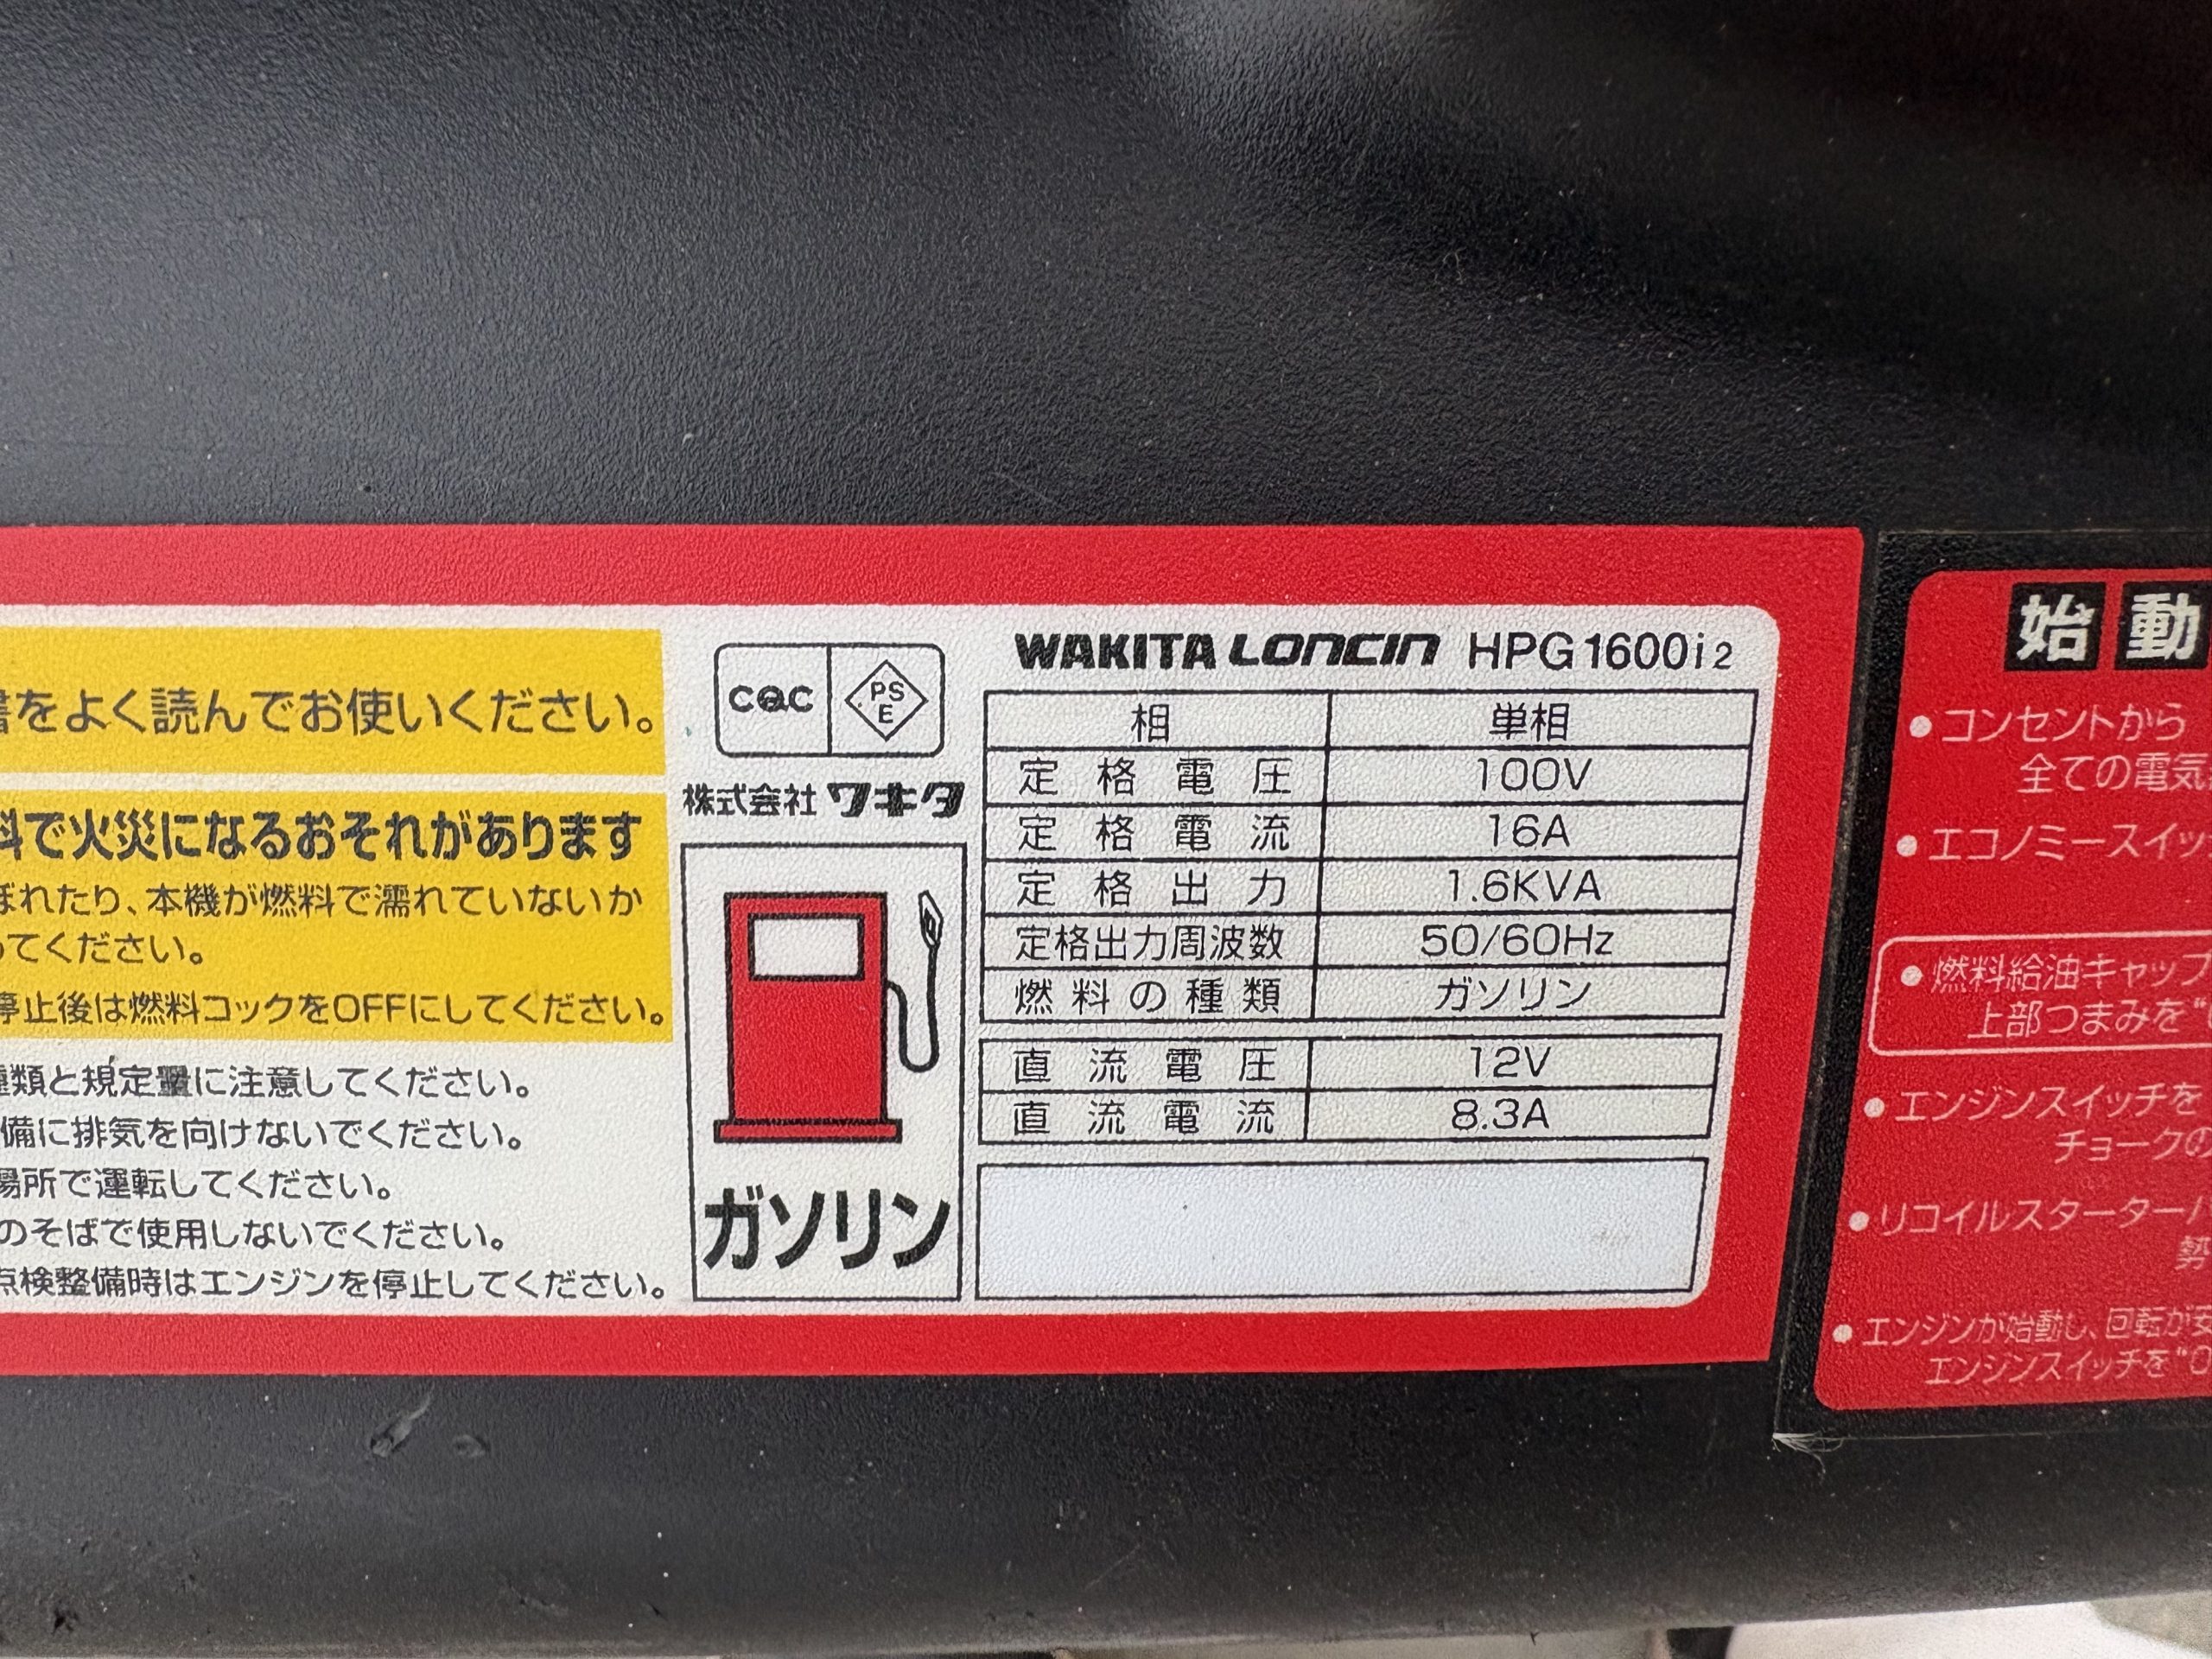 書をよく読んでお使いください。
料で火災になるおそれがあります
ぼれたり、本機が燃料で濡れていないか
ってください。
停止後は燃料コックをOFFにしてください。
種類と規定量に注意してください。
備に排気を向けないでください。
場所で運転してください。
のそばで使用しないでください。
点検整備時はエンジンを停止してください。
CQC
PS
E
株式会社 ワキタ
ガソリン
WAKITA LONCIN HPG1600i2
相 単相
定格電圧 100V
定格電流 16A
定格出力 1.6KVA
定格出力周波数 50/60Hz
燃料の種類 ガソリン
直流電圧 12V
直流電流 8.3A
始動
●コンセントから
全ての電気
●エコノミースイッ
●燃料給油キャップ
上部つまみを"
●エンジンスイッチを
チョークの
●リコイルスターター
勢
●エンジンが始動し、回転が安
エンジンスイッチを"O